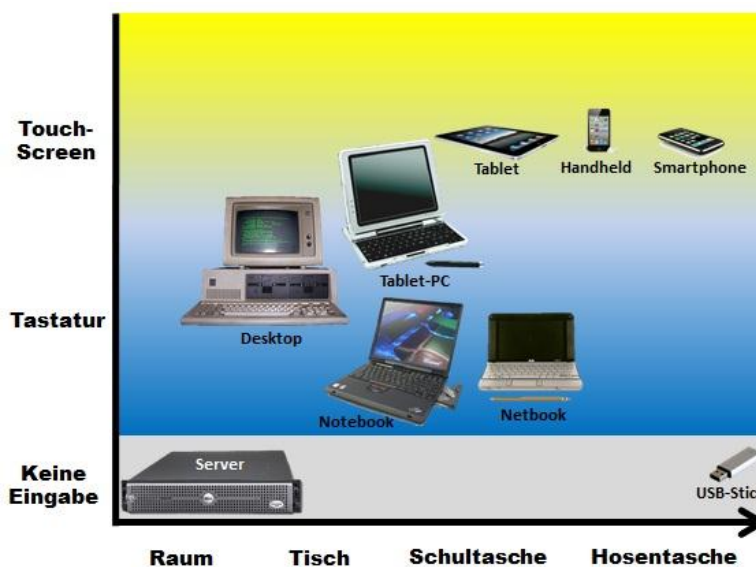 Touch-
Screen
Tablet
Handheld
Smartphone
Tablet-PC
Tastatur
Desktop
Notebook
Netbook
Keine
Eingabe
Server
USB-Stic
Raum
Tisch
Schultasche
Hosentasche